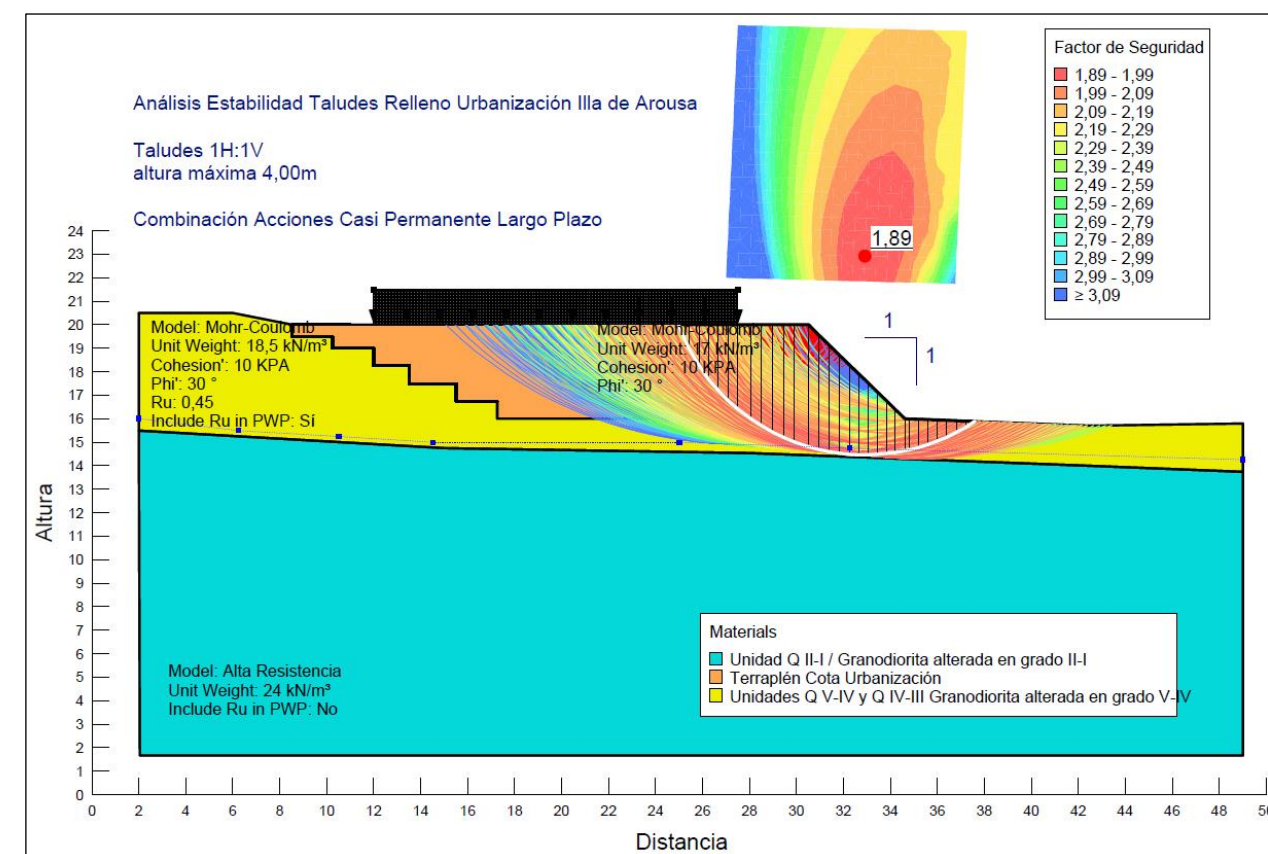 Análisis Estabilidad Taludes Relleno Urbanización Illa de Arousa
Taludes 1H:1V
altura máxima 4,00m
Combinación Acciones Casi Permanente Largo Plazo
1,89
Factor de Seguridad
1,89 - 1,99
1,99 - 2,09
2,09 - 2,19
2,19 - 2,29
2,29 - 2,39
2,39 - 2,49
2,49 - 2,59
2,59 - 2,69
2,69 - 2,79
2,79 - 2,89
2,89 - 2,99
2,99 - 3,09
≥ 3,09
Model: Mohr-Coulomb
Unit Weight: 18,5 kN/m³
Cohesion': 10 KPA
Phi': 30 °
Ru: 0,45
Include Ru in PWP: Sí
Model: Mohr-Coulomb
Unit Weight: 17 kN/m³
Cohesion': 10 KPA
Phi': 30 °
1
1
Model: Alta Resistencia
Unit Weight: 24 kN/m³
Include Ru in PWP: No
Materials
Unidad Q II-I / Granodiorita alterada en grado II-I
Terraplén Cota Urbanización
Unidades Q V-IV y Q IV-III Granodiorita alterada en grado V-IV
Altura
24
23
22
21
20
19
18
17
16
15
14
13
12
11
10
9
8
7
6
5
4
3
2
1
0
0 2 4 6 8 10 12 14 16 18 20 22 24 26 28 30 32 34 36 38 40 42 44 46 48 50
Distancia